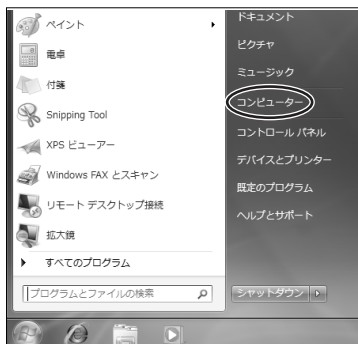 ペイント
電卓
付箋
Snipping Tool
XPS ビューアー
Windows FAX とスキャン
リモート デスクトップ接続
拡大鏡
すべてのプログラム
プログラムとファイルの検索
ドキュメント
ピクチャ
ミュージック
コンピューター
コントロール パネル
デバイスとプリンター
既定のプログラム
ヘルプとサポート
シャットダウン